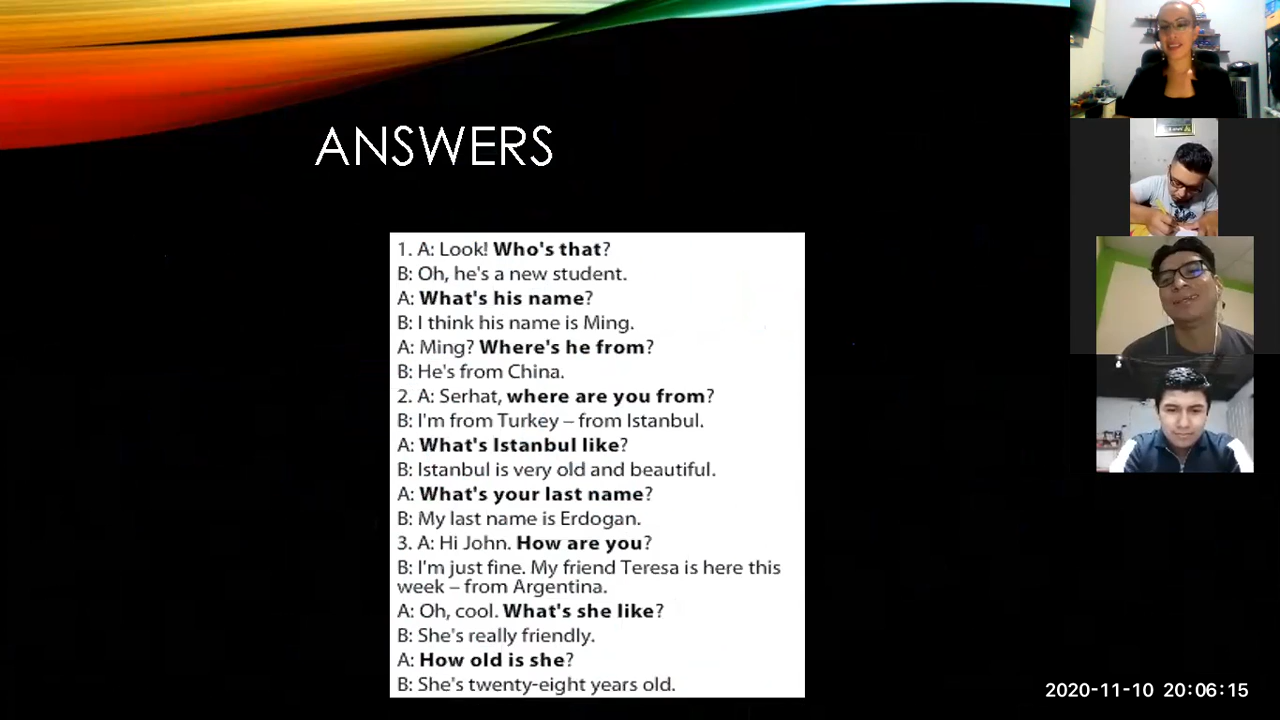 ANSWERS
1. A: Look! Who's that?
B: Oh, he's a new student.
A: What's his name?
B: I think his name is Ming.
A: Ming? Where's he from?
B: He's from China.
2. A: Serhat, where are you from?
B: I'm from Turkey – from Istanbul.
A: What's Istanbul like?
B: Istanbul is very old and beautiful.
A: What's your last name?
B: My last name is Erdogan.
3. A: Hi John. How are you?
B: I'm just fine. My friend Teresa is here this
week – from Argentina.
A: Oh, cool. What's she like?
B: She's really friendly.
A: How old is she?
B: She's twenty-eight years old.
2020-11-10 20:06:15